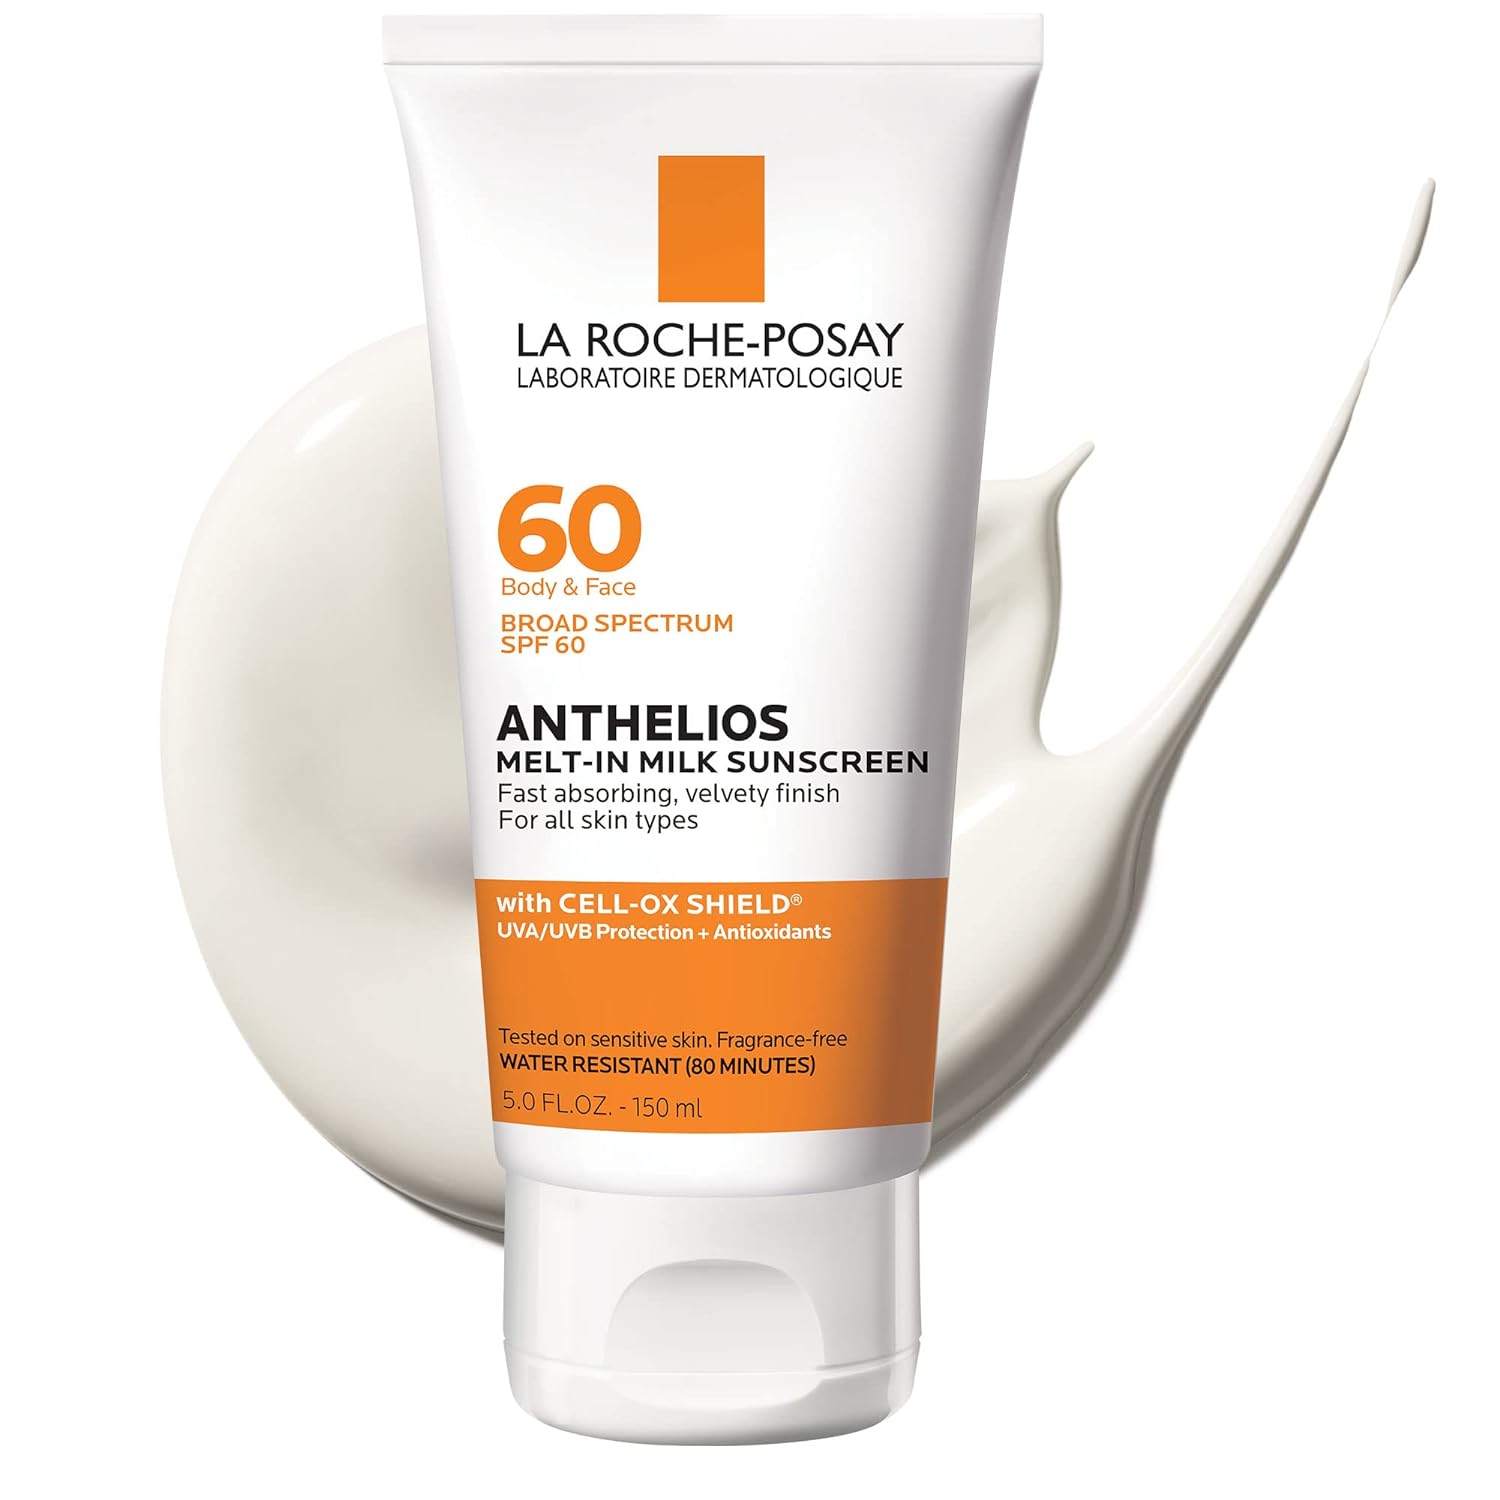 LA ROCHE-POSAY
LABORATOIRE DERMATOLOGIQUE
60
Body & Face
BROAD SPECTRUM
SPF 60
ANTHELIOS
MELT-IN MILK SUNSCREEN
Fast absorbing, velvety finish
For all skin types
with CELL-OX SHIELD®
UVA/UVB Protection + Antioxidants
Tested on sensitive skin. Fragrance-free
WATER RESISTANT (80 MINUTES)
5.0 FL.OZ. - 150 ml